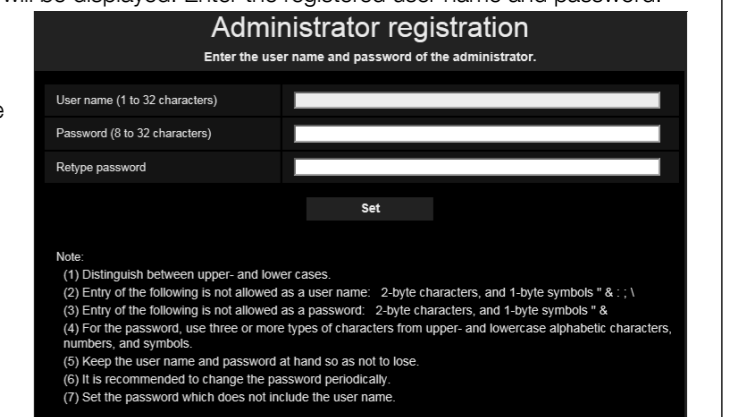 will be displayed. Enter the registered user name and password.
Administrator registration
Enter the user name and password of the administrator.
e
User name (1 to 32 characters)
Password (8 to 32 characters)
Retype password
Set
Note:
(1) Distinguish between upper- and lower cases.
(2) Entry of the following is not allowed as a user name: 2-byte characters, and 1-byte symbols " & : ; \
(3) Entry of the following is not allowed as a password: 2-byte characters, and 1-byte symbols " &
(4) For the password, use three or more types of characters from upper- and lowercase alphabetic characters,
numbers, and symbols.
(5) Keep the user name and password at hand so as not to lose.
(6) It is recommended to change the password periodically.
(7) Set the password which does not include the user name.